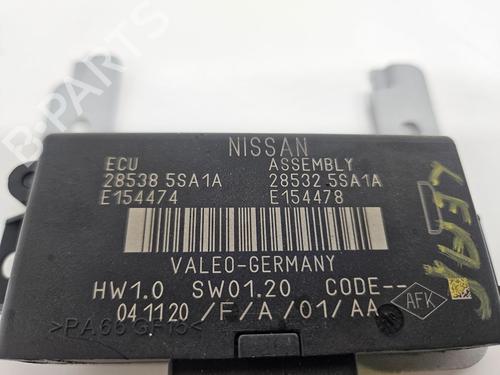 B-PARTS
NISSAN
ECU ASSEMBLY
28538 5SA1A 28532 5SA1A
E154474 E154478
VALEO-GERMANY
HW1.0 SW01.20 CODE--
041120 /F/A/01/AA
AFK
>PA66 GF15<
LEAF